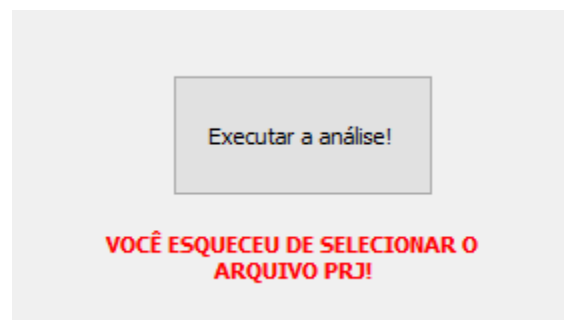 Executar a análise!
VOCÊ ESQUECEU DE SELECIONAR O
ARQUIVO PRJ!